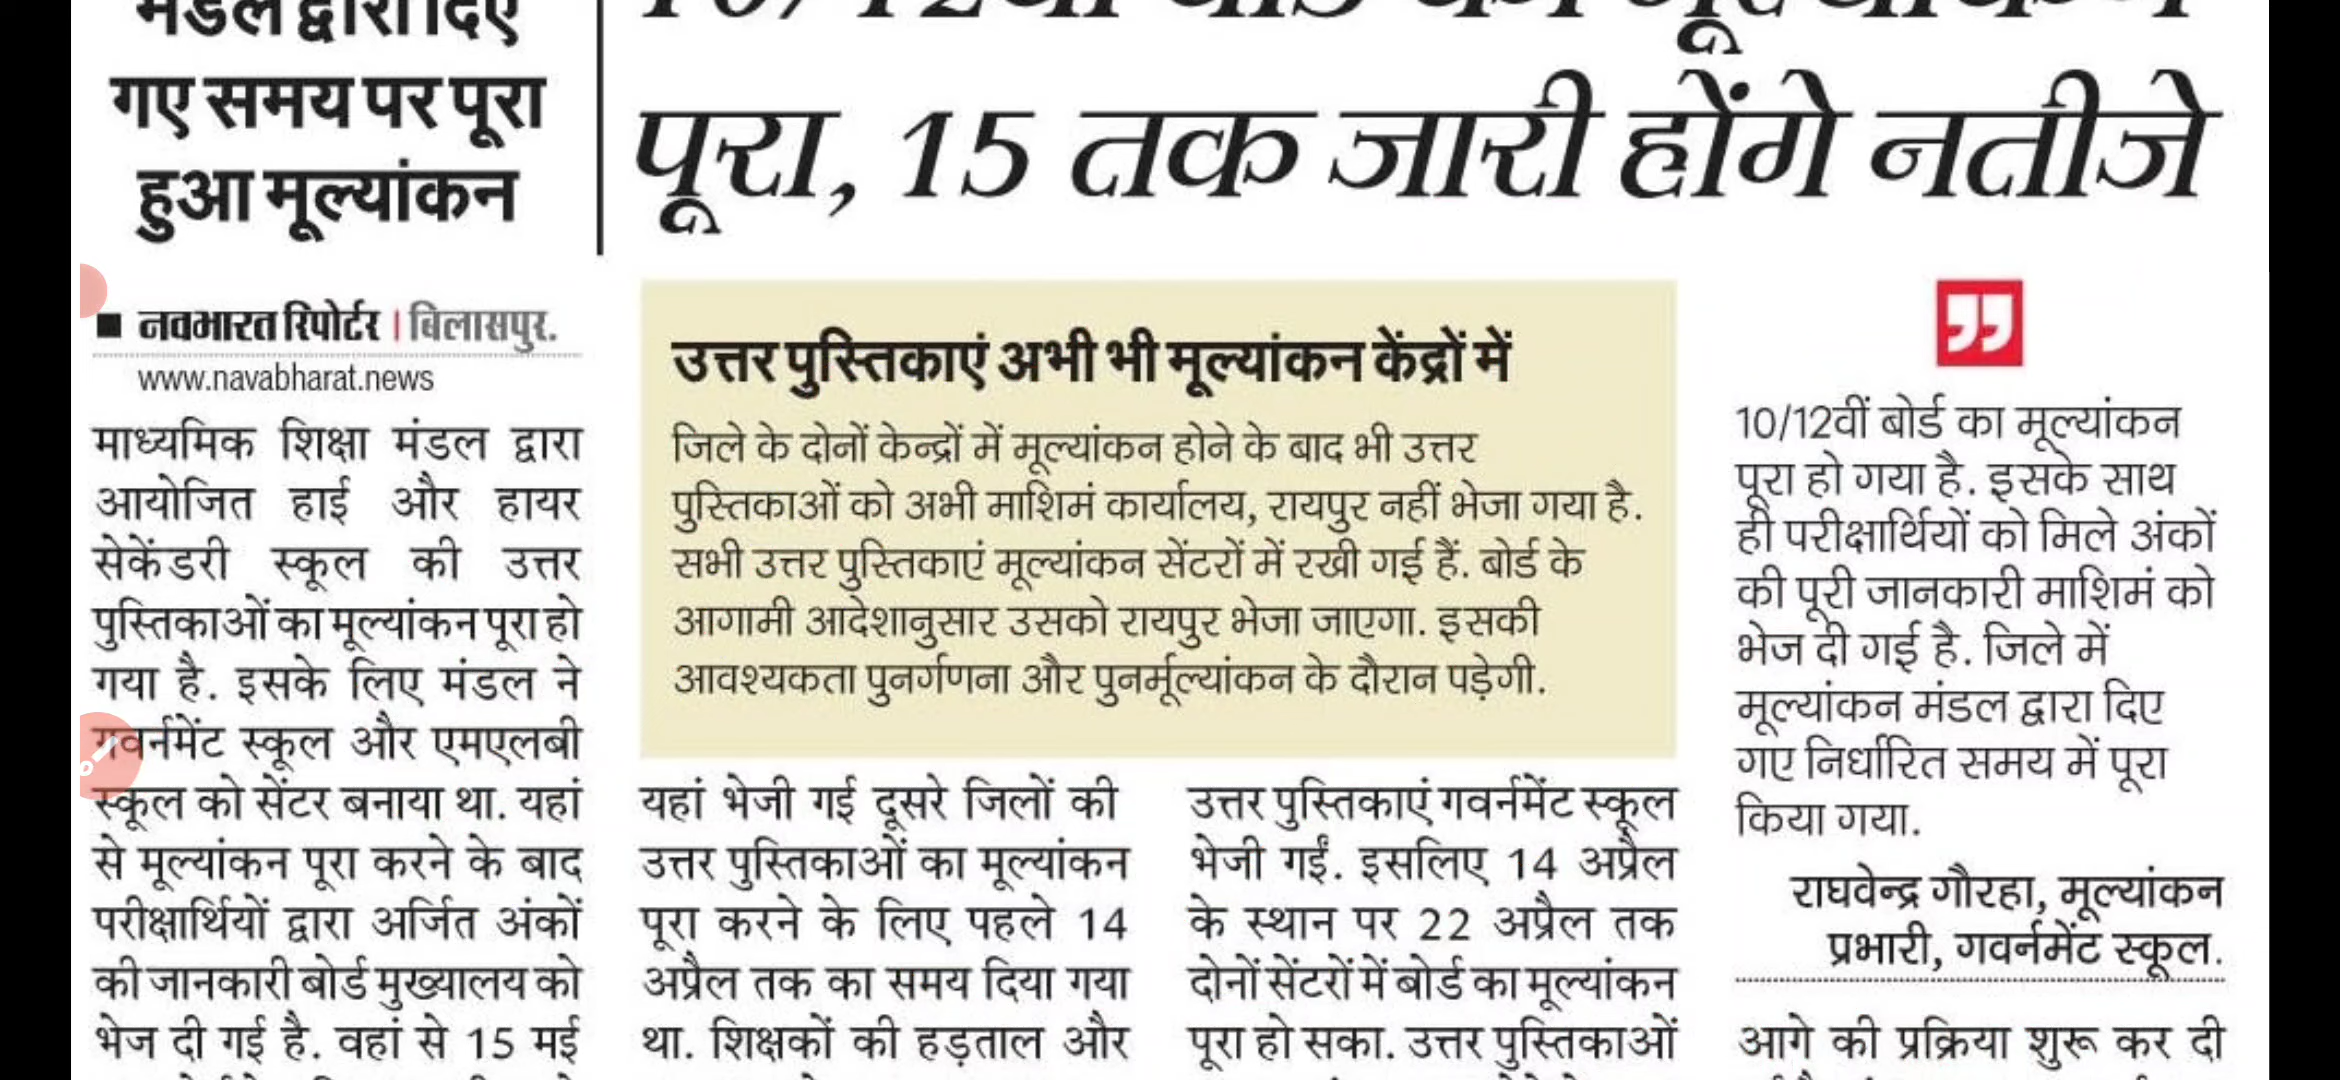 मंडल द्वारा दिए
गए समय पर पूरा
हुआ मूल्यांकन
पूरा, 15 तक जारी होंगे नतीजे
■ नवभारत रिपोर्टर | बिलासपुर.
www.navabharat.news
माध्यमिक शिक्षा मंडल द्वारा
आयोजित हाई और हायर
सेकेंडरी स्कूल की उत्तर
पुस्तिकाओं का मूल्यांकन पूरा हो
गया है. इसके लिए मंडल ने
गवर्नमेंट स्कूल और एमएलबी
स्कूल को सेंटर बनाया था. यहां
से मूल्यांकन पूरा करने के बाद
परीक्षार्थियों द्वारा अर्जित अंकों
की जानकारी बोर्ड मुख्यालय को
भेज दी गई है. वहां से 15 मई
उत्तर पुस्तिकाएं अभी भी मूल्यांकन केंद्रों में
जिले के दोनों केन्द्रों में मूल्यांकन होने के बाद भी उत्तर
पुस्तिकाओं को अभी माशिमं कार्यालय, रायपुर नहीं भेजा गया है.
सभी उत्तर पुस्तिकाएं मूल्यांकन सेंटरों में रखी गई हैं. बोर्ड के
आगामी आदेशानुसार उसको रायपुर भेजा जाएगा. इसकी
आवश्यकता पुनर्गणना और पुनर्मूल्यांकन के दौरान पड़ेगी.
यहां भेजी गई दूसरे जिलों की
उत्तर पुस्तिकाओं का मूल्यांकन
पूरा करने के लिए पहले 14
अप्रैल तक का समय दिया गया
था. शिक्षकों की हड़ताल और
उत्तर पुस्तिकाएं गवर्नमेंट स्कूल
भेजी गईं. इसलिए 14 अप्रैल
के स्थान पर 22 अप्रैल तक
दोनों सेंटरों में बोर्ड का मूल्यांकन
पूरा हो सका. उत्तर पुस्तिकाओं
10/12वीं बोर्ड का मूल्यांकन
पूरा हो गया है. इसके साथ
ही परीक्षार्थियों को मिले अंकों
की पूरी जानकारी माशिमं को
भेज दी गई है. जिले में
मूल्यांकन मंडल द्वारा दिए
गए निर्धारित समय में पूरा
किया गया.
राघवेन्द्र गौरहा, मूल्यांकन
प्रभारी, गवर्नमेंट स्कूल.
आगे की प्रक्रिया शुरू कर दी